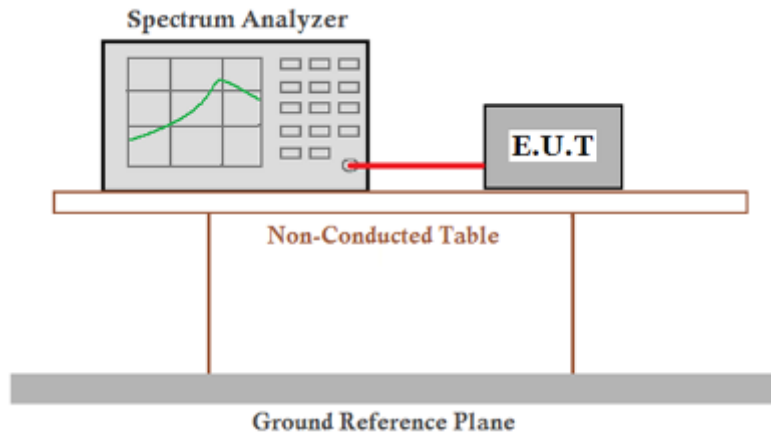 Spectrum Analyzer
E.U.T
Non-Conducted Table
Ground Reference Plane